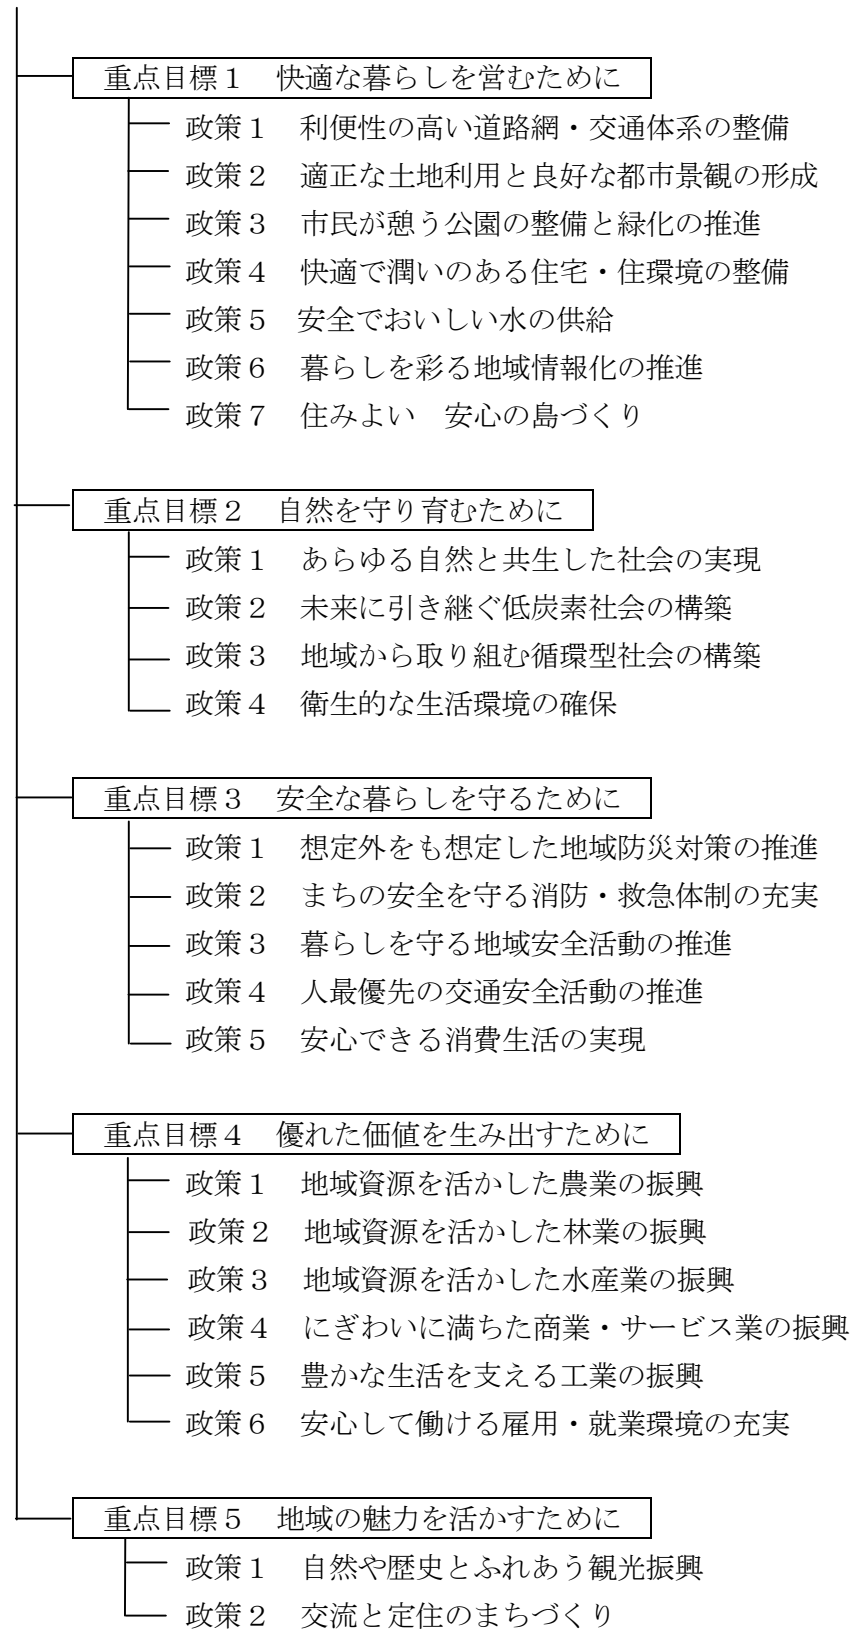 重点目標１　快適な暮らしを営むために
政策１　利便性の高い道路網・交通体系の整備
政策２　適正な土地利用と良好な都市景観の形成
政策３　市民が憩う公園の整備と緑化の推進
政策４　快適で潤いのある住宅・住環境の整備
政策５　安全でおいしい水の供給
政策６　暮らしを彩る地域情報化の推進
政策７　住みよい　安心の島づくり
重点目標２　自然を守り育むために
政策１　あらゆる自然と共生した社会の実現
政策２　未来に引き継ぐ低炭素社会の構築
政策３　地域から取り組む循環型社会の構築
政策４　衛生的な生活環境の確保
重点目標３　安全な暮らしを守るために
政策１　想定外をも想定した地域防災対策の推進
政策２　まちの安全を守る消防・救急体制の充実
政策３　暮らしを守る地域安全活動の推進
政策４　人最優先の交通安全活動の推進
政策５　安心できる消費生活の実現
重点目標４　優れた価値を生み出すために
政策１　地域資源を活かした農業の振興
政策２　地域資源を活かした林業の振興
政策３　地域資源を活かした水産業の振興
政策４　にぎわいに満ちた商業・サービス業の振興
政策５　豊かな生活を支える工業の振興
政策６　安心して働ける雇用・就業環境の充実
重点目標５　地域の魅力を活かすために
政策１　自然や歴史とふれあう観光振興
政策２　交流と定住のまちづくり